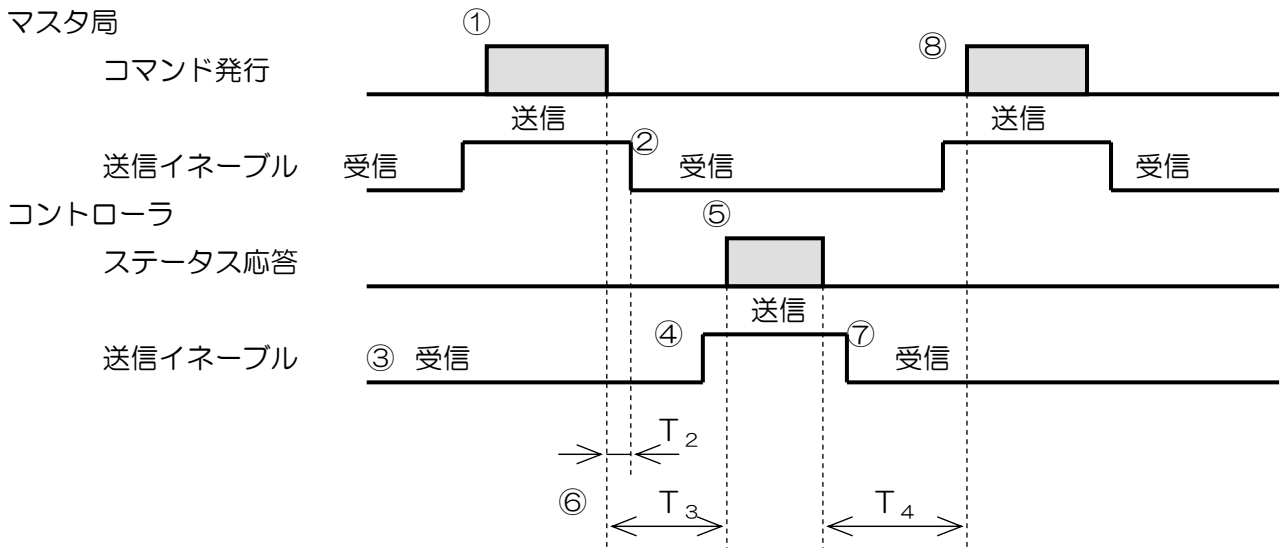 マスタ局 ① ⑧
コマンド発行
送信 送信
②
送信イネーブル 受信 受信 受信
コントローラ ⑤
ステータス応答
送信
④ ⑦
送信イネーブル ③ 受信 受信
T₂
⑥ T₃ T₄